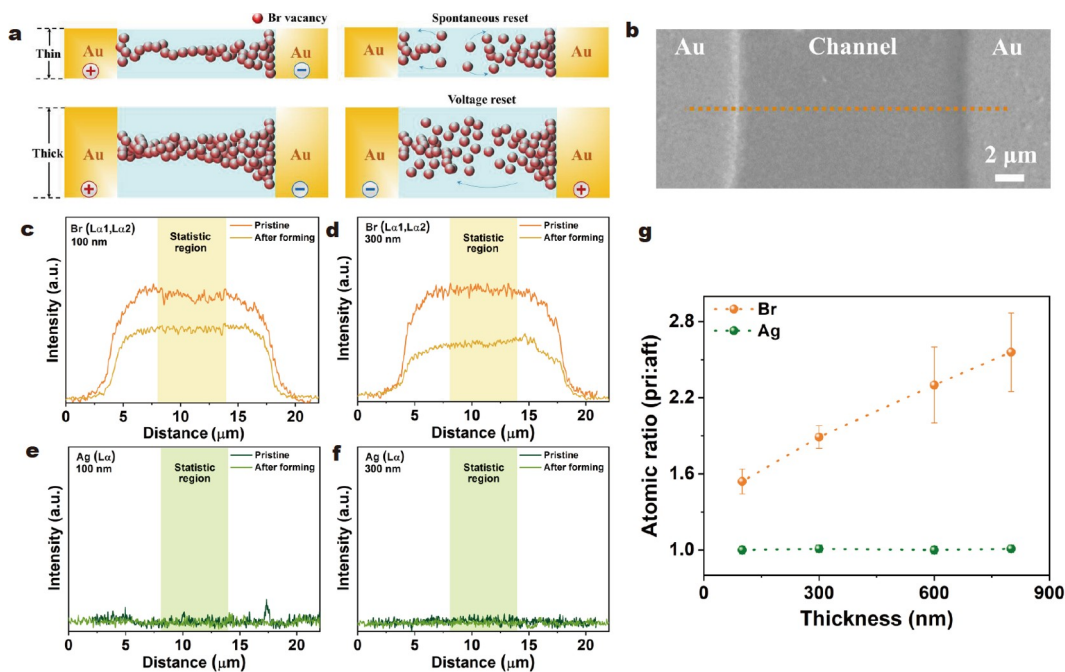 a
Br vacancy
Thin
Au
+
Au
−
Spontaneous reset
Au
Au
Thick
Au
+
Au
−
Voltage reset
Au
−
Au
+
b
Au
Channel
Au
2 μm
c
Br (Lα1,Lα2)
100 nm
Statistic
region
Pristine
After forming
Intensity (a.u.)
0 5 10 15 20
Distance (μm)
d
Br (Lα1,Lα2)
300 nm
Statistic
region
Pristine
After forming
Intensity (a.u.)
0 5 10 15 20
Distance (μm)
e
Ag (Lα)
100 nm
Statistic
region
Pristine
After forming
Intensity (a.u.)
0 5 10 15 20
Distance (μm)
f
Ag (Lα)
300 nm
Statistic
region
Pristine
After forming
Intensity (a.u.)
0 5 10 15 20
Distance (μm)
g
Br
Ag
Atomic ratio (pri:aft)
2.8
2.2
1.6
1.0
0 300 600 900
Thickness (nm)